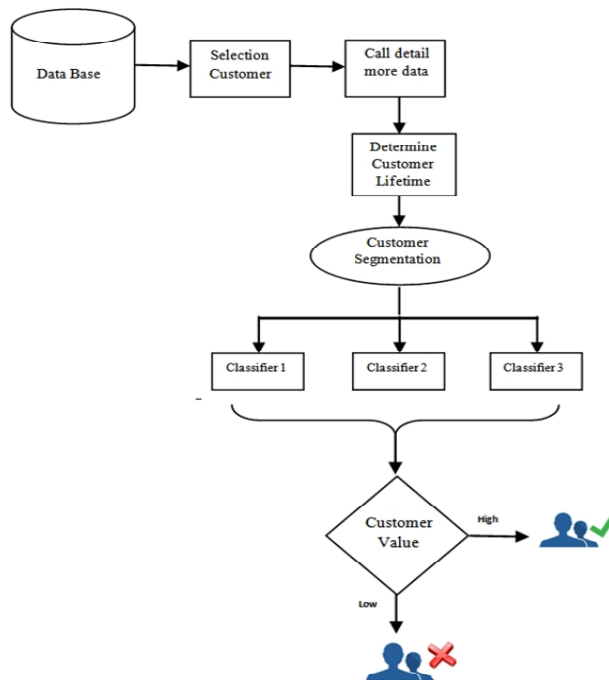 Data Base
Selection
Customer
Call detail
more data
Determine
Customer
Lifetime
Customer
Segmentation
Classifier 1
Classifier 2
Classifier 3
Customer
Value
High
Low